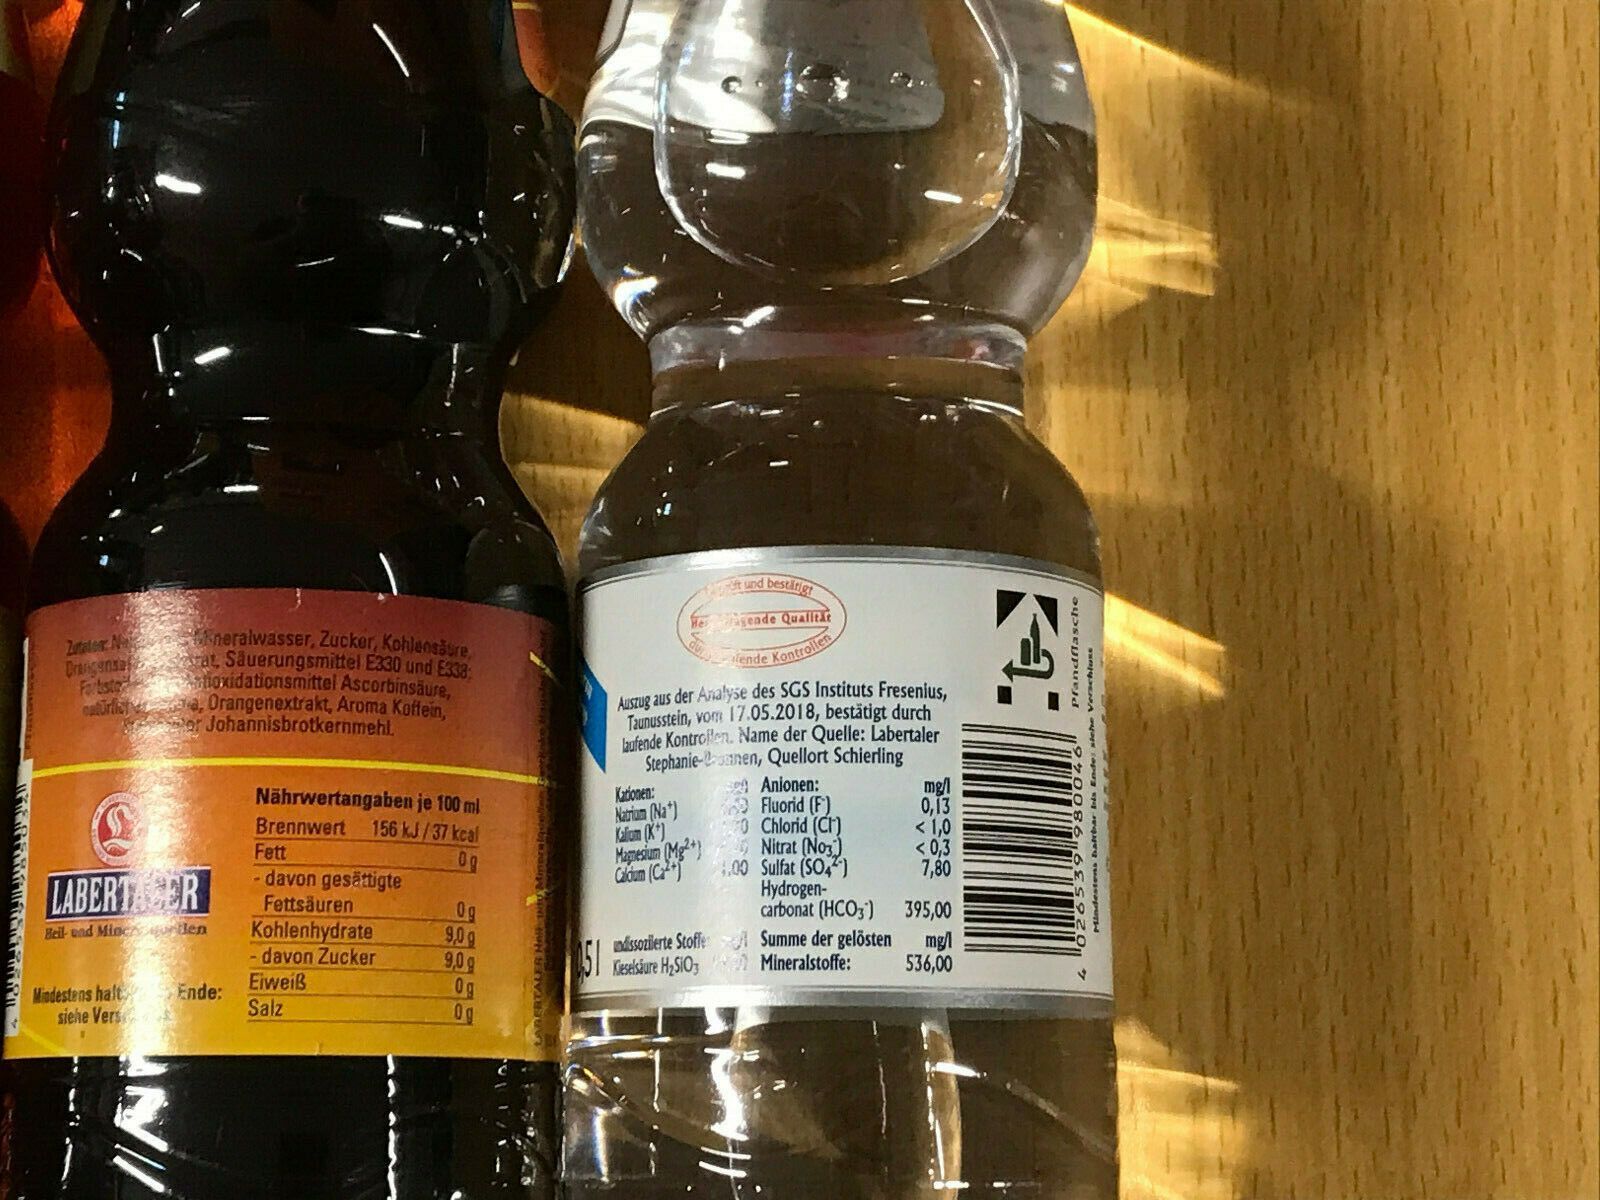 Mineralwasser, Zucker, Kohlensäure,
Säuerungsmittel E330 und E338;
Antioxidationsmittel Ascorbinsäure,
Orangenextrakt, Aroma Koffein,
Johannisbrotkernmehl.
LABERTALER
Heil- und Mineralquellen
Mindestens Ende:
siehe
Nährwertangaben je 100 ml
Brennwert 156 kJ / 37 kcal
Fett 0 g
- davon gesättigte
Fettsäuren 0 g
Kohlenhydrate 9,0 g
- davon Zucker 9,0 g
Eiweiß 0 g
Salz 0 g
und bestätigt
Qualität
Kontrollen
Auszug aus der Analyse des SGS Instituts Fresenius,
Taunusstein, vom 17.05.2018, bestätigt durch
laufende Kontrollen. Name der Quelle: Labertaler
Stephanie-Brunnen, Quellort Schierling
Kationen:
Natrium (Na⁺)
Kalium (K⁺)
Magnesium (Mg²⁺)
Calcium (Ca²⁺)
Anionen: mg/l
Fluorid (F⁻) 0,13
Chlorid (Cl⁻) < 1,0
Nitrat (No₃⁻) < 0,3
Sulfat (SO₄²⁻) 7,80
Hydrogen-
carbonat (HCO₃⁻) 395,00
undissoziierte Stoffe
Kieselsäure H₂SIO₃
Summe der gelösten mg/l
Mineralstoffe: 536,00
0,5 l
Pfandflasche
4 026539 980046
Mindestens haltbar bis Ende: siehe Verschluss